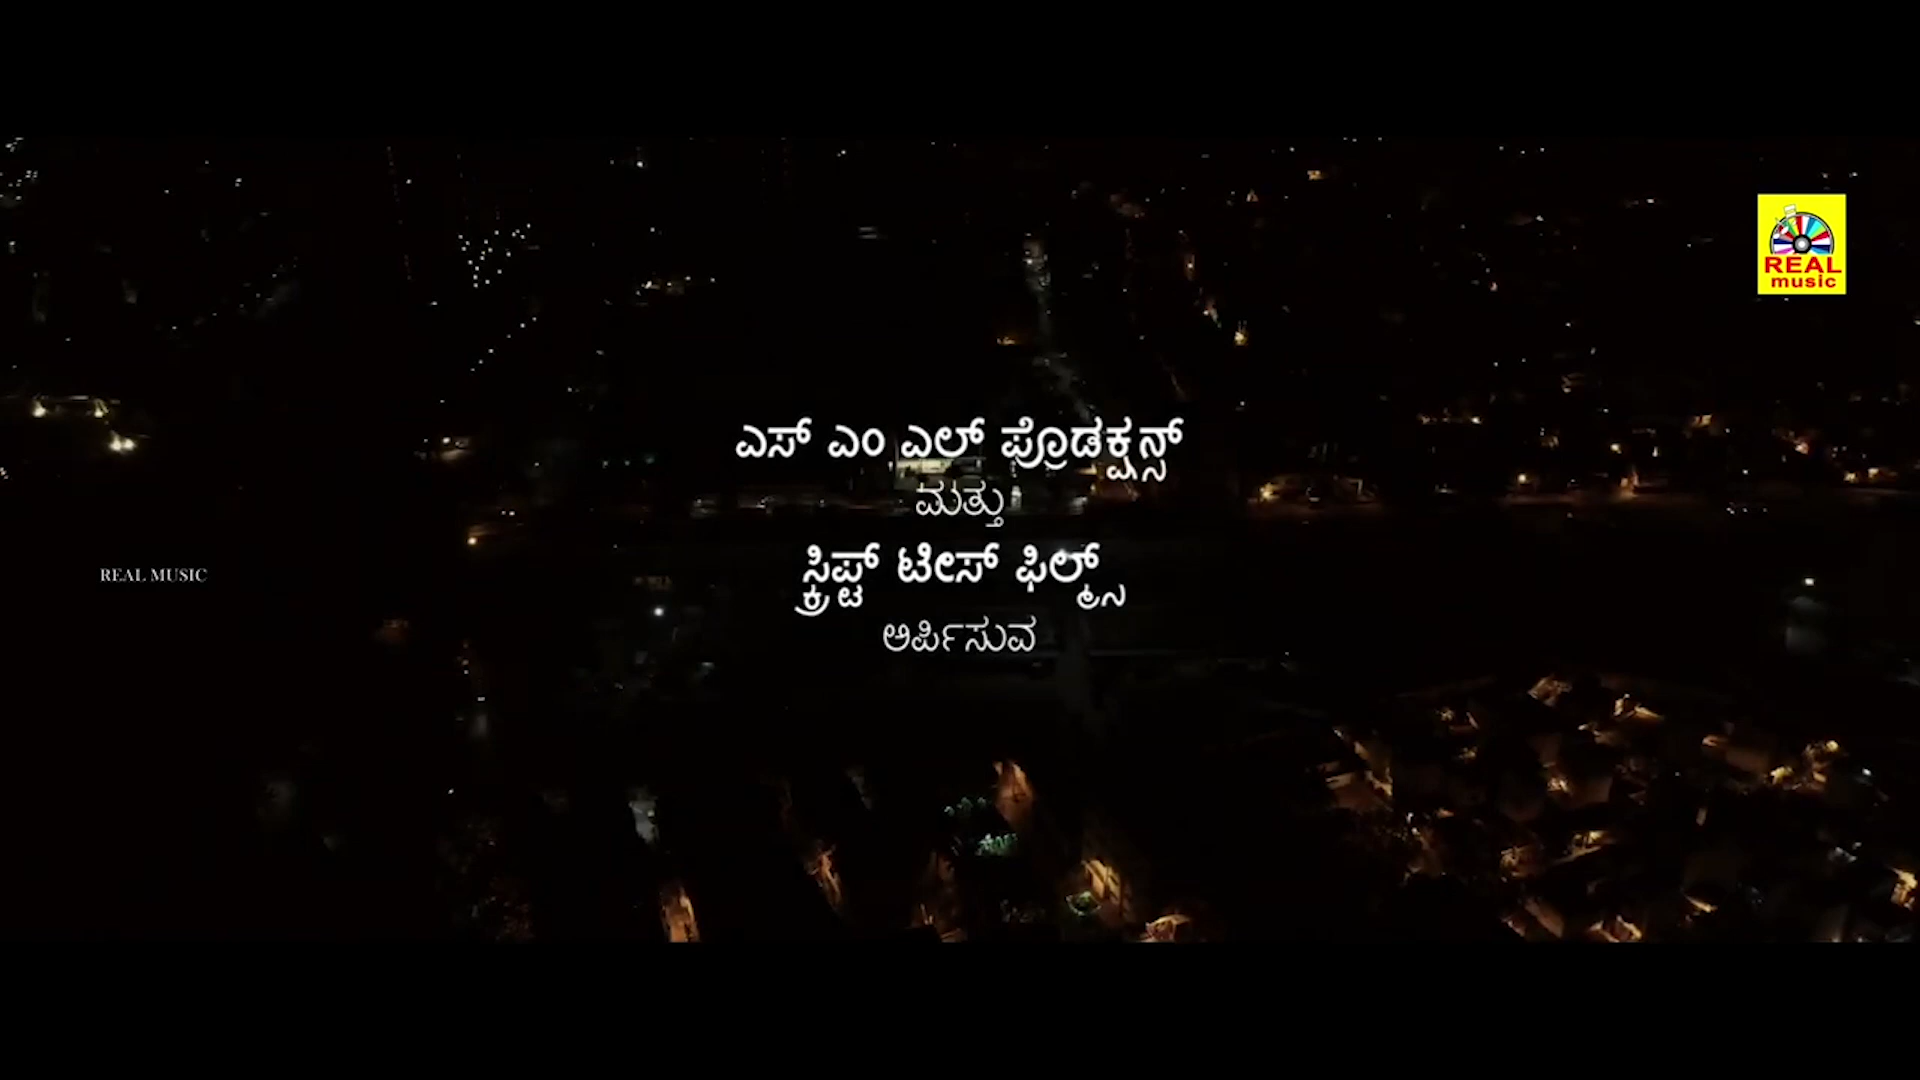 REAL
music
ಎಸ್ ಎಂ ಎಲ್ ಪ್ರೊಡಕ್ಷನ್ಸ್
ಮತ್ತು
ಸ್ಕ್ರಿಪ್ಟ್ ಟೀಸ್ ಫಿಲ್ಮ್ಸ್
REAL MUSIC
ಅರ್ಪಿಸುವ